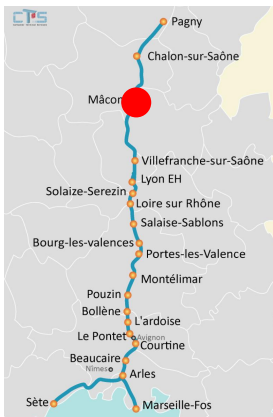 CTS
Pagny
Chalon-sur-Saône
Mâcon
Villefranche-sur-Saône
Lyon EH
Solaize-Serezin
Loire sur Rhône
Salaise-Sablons
Bourg-les-valences
Portes-les-Valence
Montélimar
Pouzin
Bollène
L'ardoise
Le Pontet
Avignon
Courtine
Beaucaire
Nîmes
Arles
Sète
Marseille-Fos